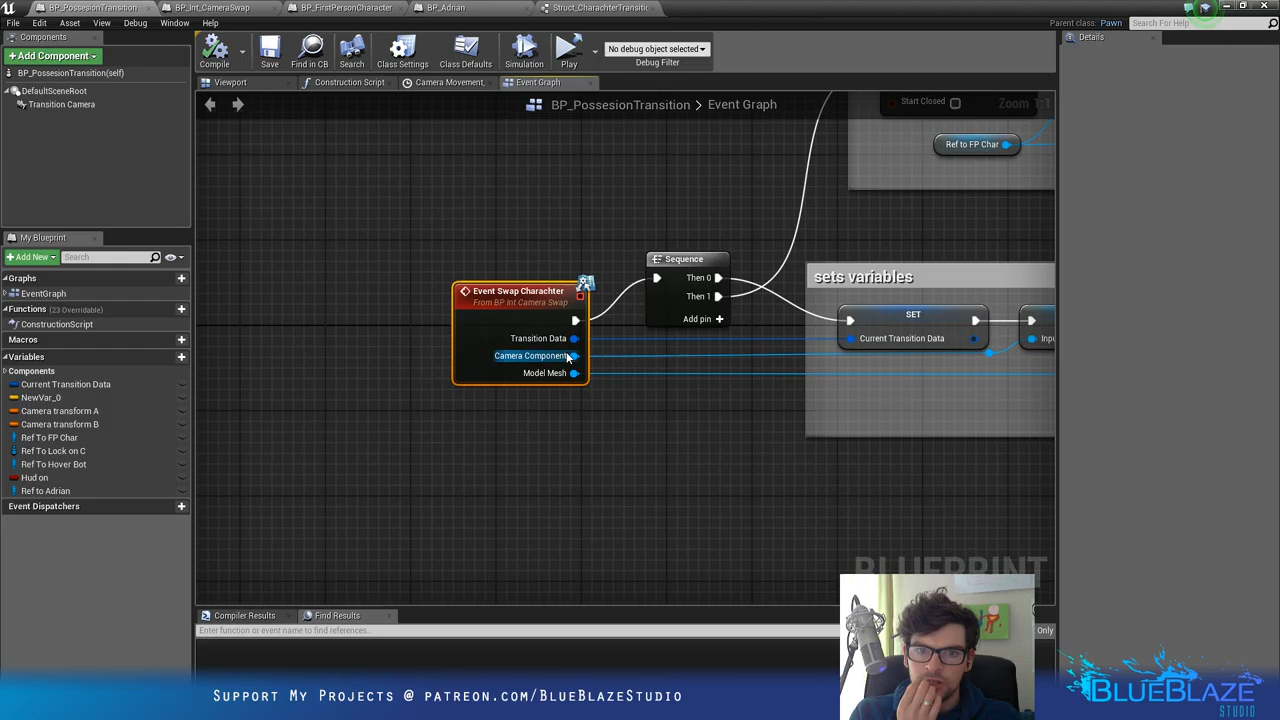 BP_PossesionTransition
BP_Int_CameraSwap
BP_FirstPersonCharacter
BP_Adrian
Struct_CharachterTransitic
File Edit Asset View Debug Window Help
Parent class: Pawn
Search For Help
Components
+ Add Component
BP_PossesionTransition(self)
DefaultSceneRoot
Transition Camera
Compile
Save
Find in CB
Search
Class Settings
Class Defaults
Simulation
Play
No debug object selected
Debug Filter
Details
Viewport
Construction Script
Camera Movement.
Event Graph
BP_PossesionTransition > Event Graph
Zoom 1:1
Start Closed
Ref to FP Char
My Blueprint
+ Add New
Search
Graphs
EventGraph
Functions (23 Overridable)
ConstructionScript
Macros
Variables
Components
Current Transition Data
NewVar_0
Camera transform A
Camera transform B
Ref To FP Char
Ref To Lock on C
Ref To Hover Bot
Hud on
Ref to Adrian
Event Dispatchers
Event Swap Charachter
From BP Int Camera Swap
Transition Data
Camera Component
Model Mesh
Sequence
Then 0
Then 1
Add pin
sets variables
SET
Current Transition Data
Inpu
BLUEPRINT
Compiler Results
Find Results
Enter function or event name to find references...
Only
Support My Projects @ patreon.com/BlueBlazeStudio
BlueBlaze
Studio